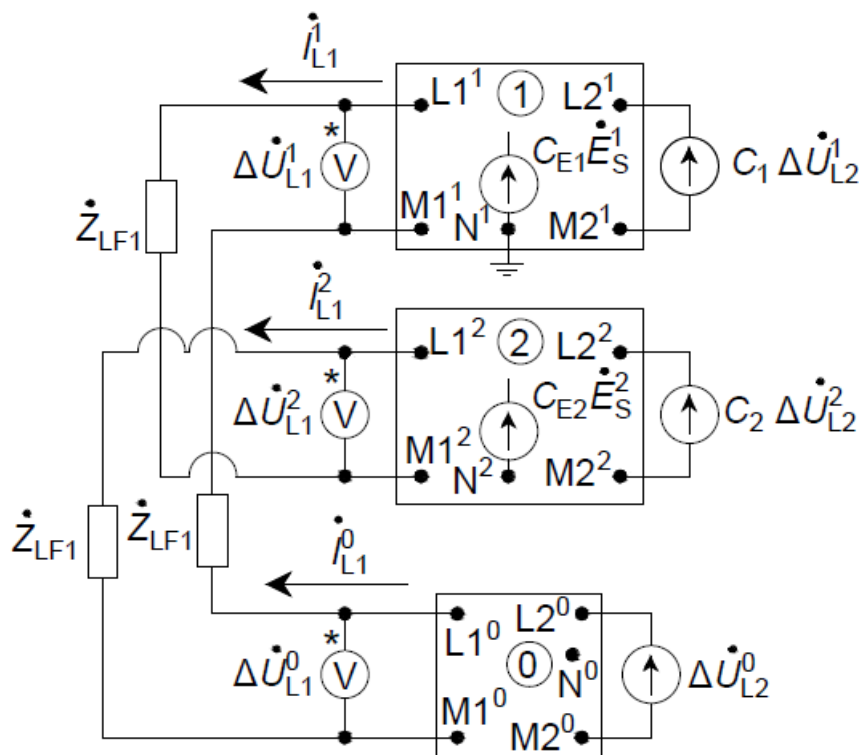 İ¹L1
L1¹ ① L2¹
* V ΔU̇¹L1 CE1Ė¹S C1 ΔU̇¹L2
M1¹ N¹ M2¹
ŻLF1
İ²L1
L1² ② L2²
* V ΔU̇²L1 CE2Ė²S C2 ΔU̇²L2
M1² N² M2²
ŻLF1 ŻLF1
İ⁰L1
L1⁰ L2⁰
* V ΔU̇⁰L1 ⓪ Ṅ⁰ ΔU̇⁰L2
M1⁰ M2⁰